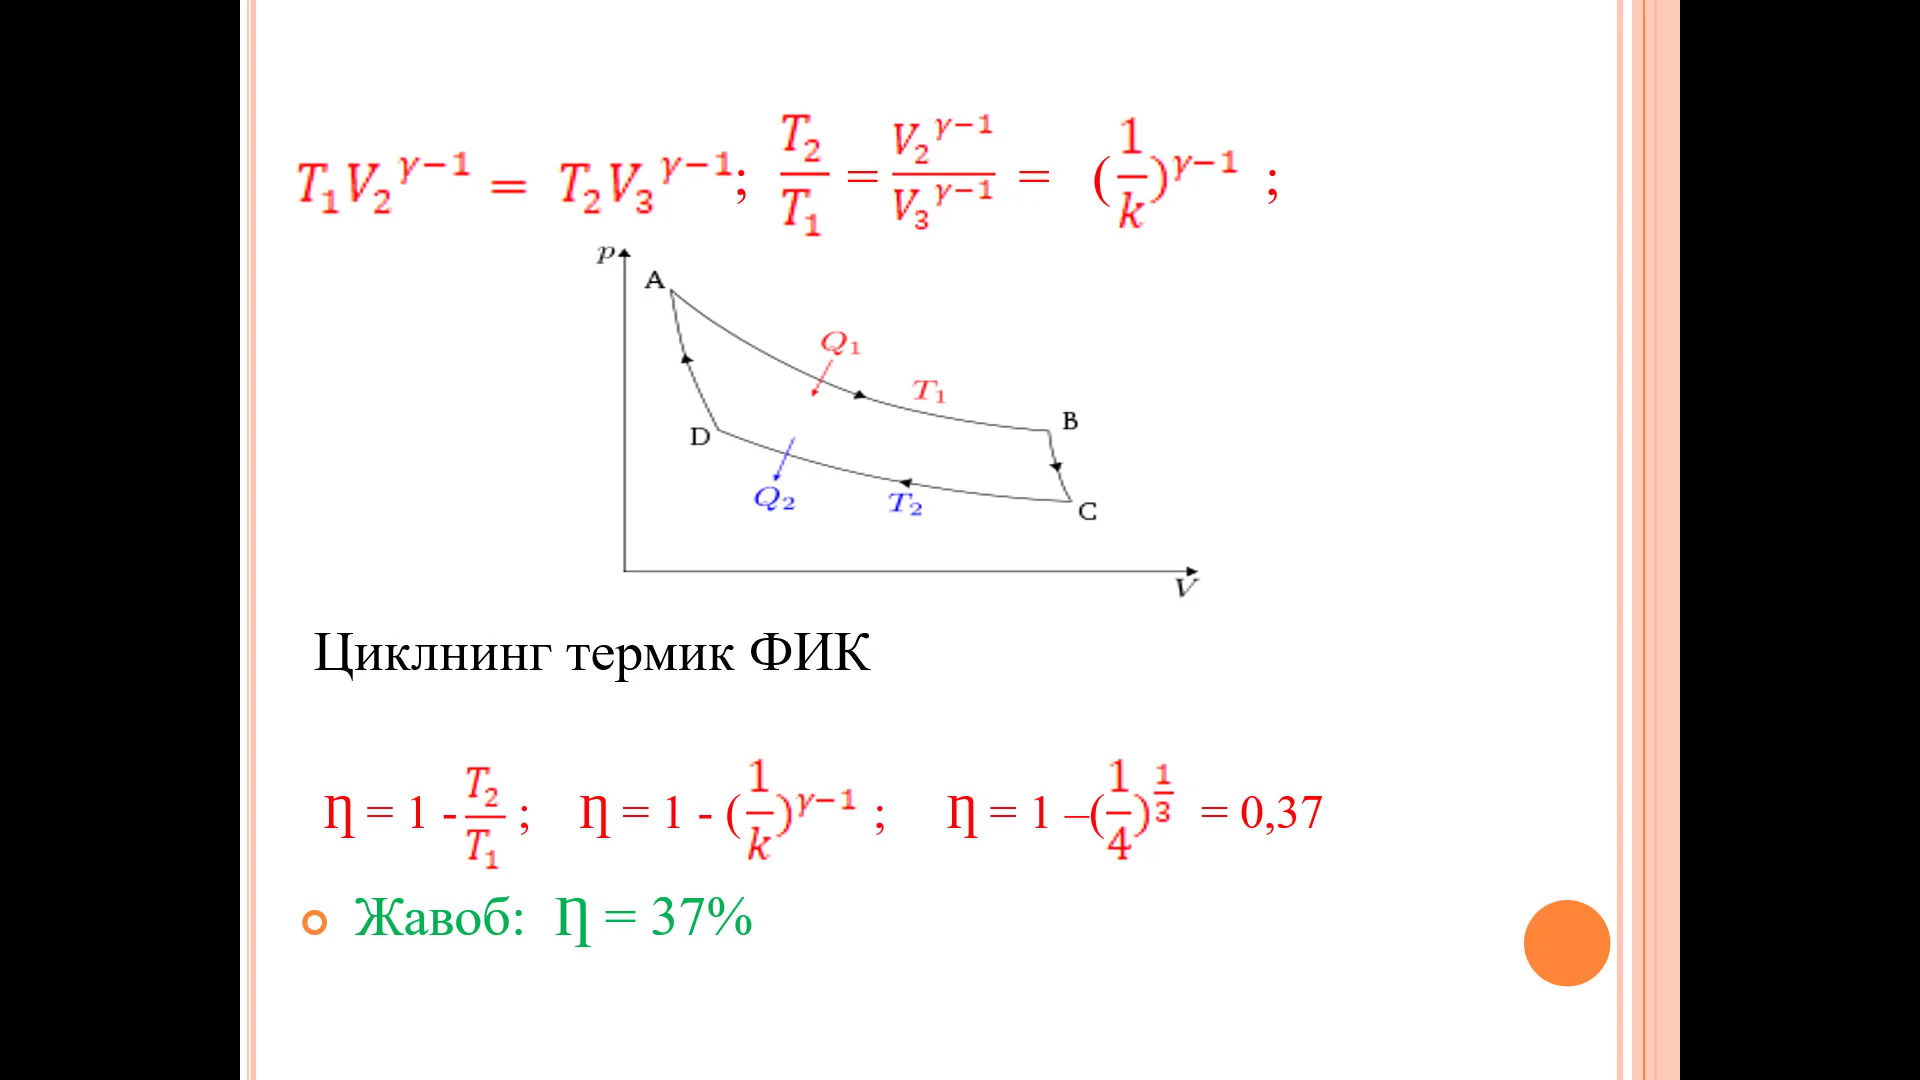 T₁V₂^(γ−1) = T₂V₃^(γ−1); T₂/T₁ = V₂^(γ−1)/V₃^(γ−1) = (1/k)^(γ−1) ;
p
A
Q₁
T₁
B
D
Q₂
T₂
C
V
Циклнинг термик ФИК
Ƞ = 1 - T₂/T₁ ; Ƞ = 1 - (1/k)^(γ−1) ; Ƞ = 1 –(1/4)^(1/3) = 0,37
Жавоб: Ƞ = 37%